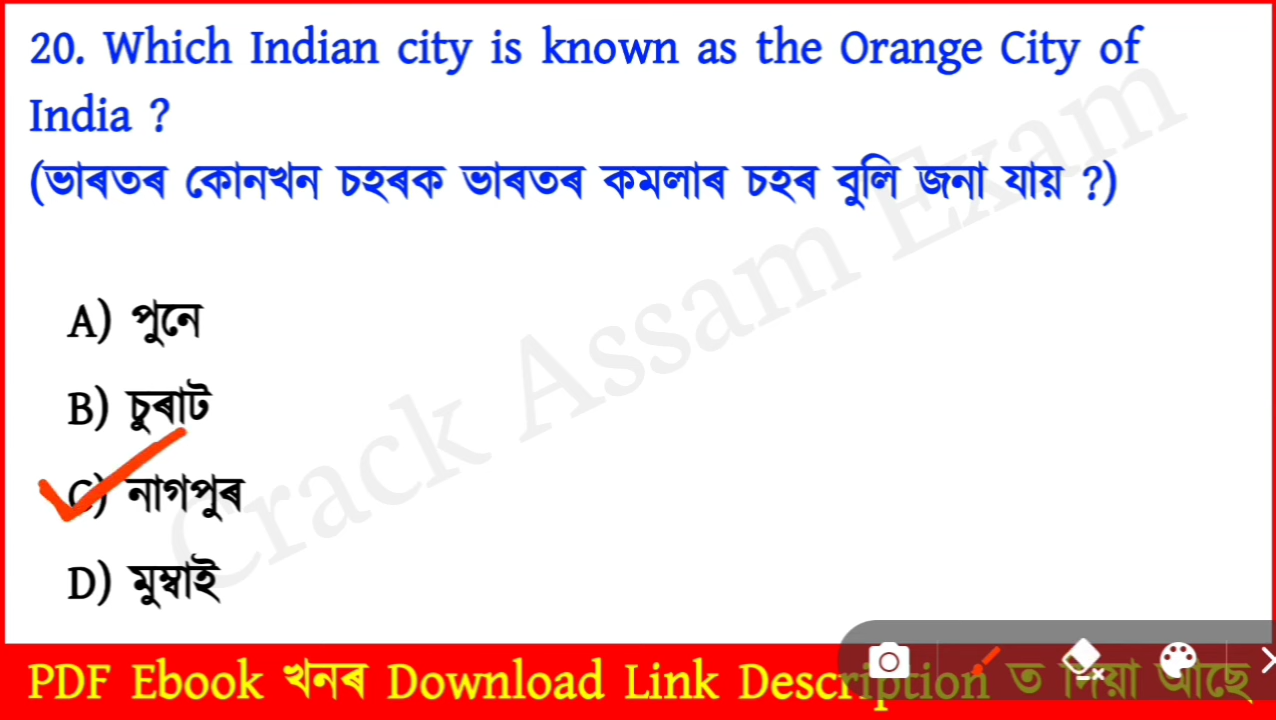 20. Which Indian city is known as the Orange City of
India ?
(ভাৰতৰ কোনখন চহৰক ভাৰতৰ কমলাৰ চহৰ বুলি জনা যায় ?)
A) পুনে
B) চুৰাট
C) নাগপুৰ
D) মুম্বাই
Crack Assam Exam
PDF Ebook খনৰ Download Link Description ত দিয়া আছে